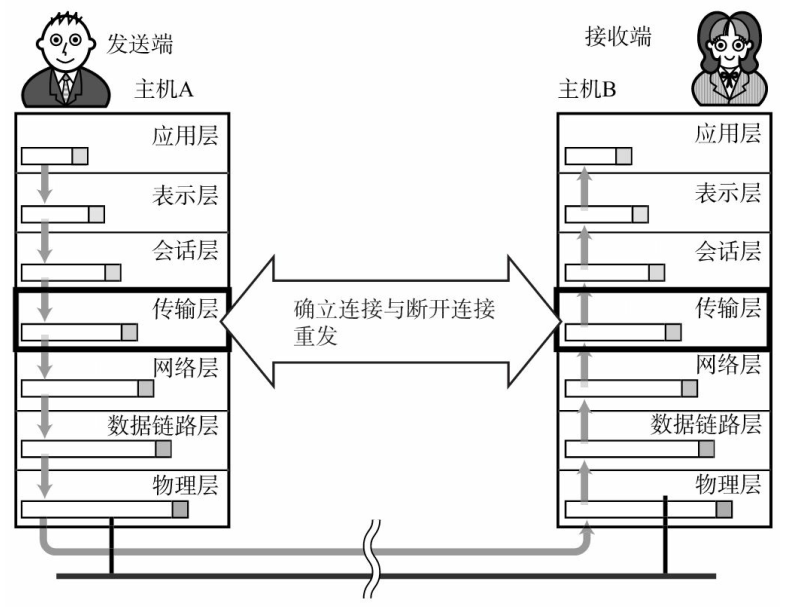 发送端
接收端
主机A
主机B
应用层
表示层
会话层
传输层
网络层
数据链路层
物理层
确立连接与断开连接
重发
应用层
表示层
会话层
传输层
网络层
数据链路层
物理层